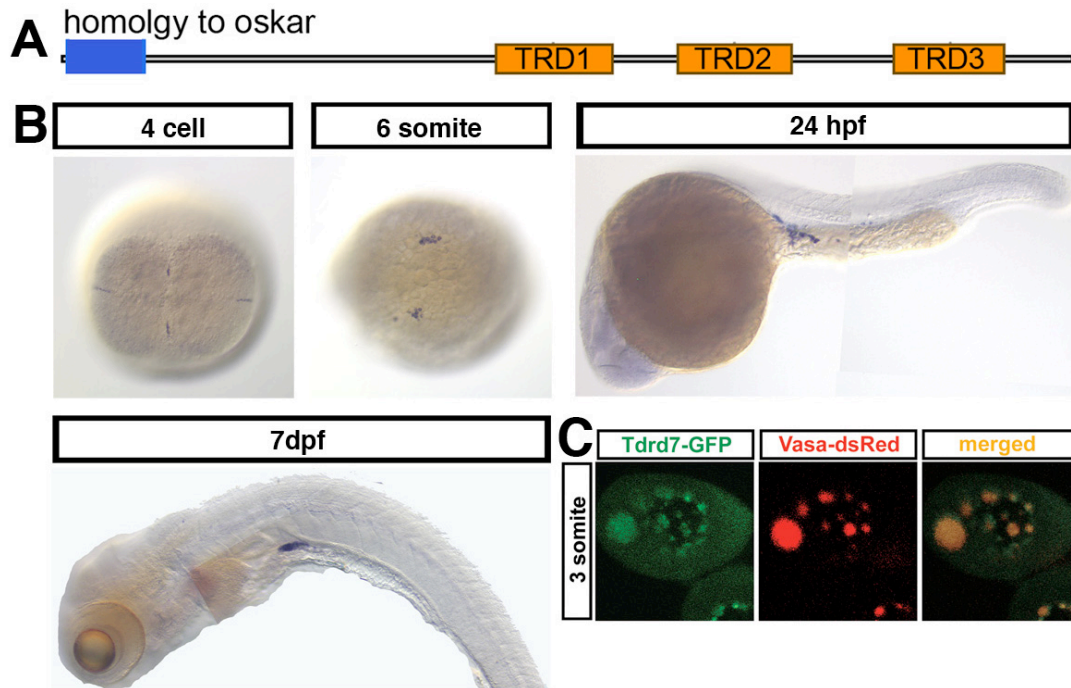 A
homolgy to oskar
TRD1 TRD2 TRD3
B
4 cell 6 somite 24 hpf
7dpf
C
Tdrd7-GFP Vasa-dsRed merged
3 somite